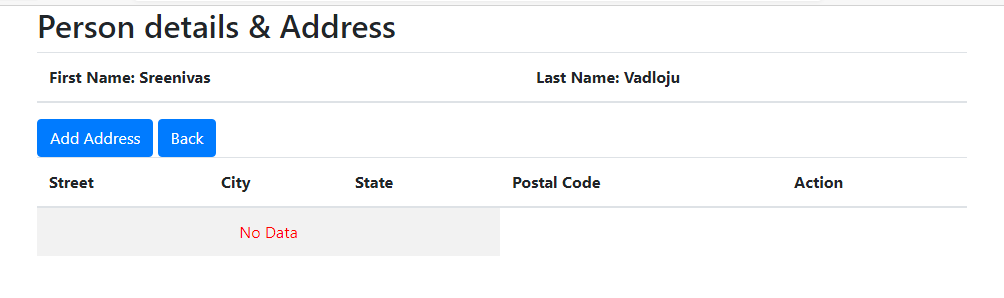 Person details & Address
First Name: Sreenivas Last Name: Vadloju
Add Address Back
Street City State Postal Code Action
No Data